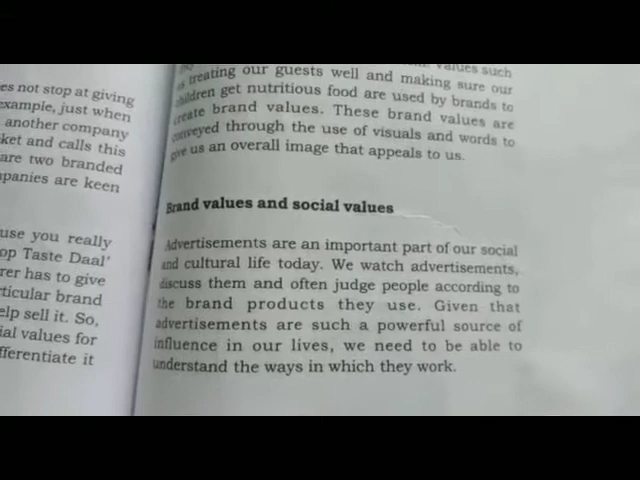 es not stop at giving
example, just when
another company
ket and calls this
are two branded
panies are keen
use you really
op Taste Daal'
rer has to give
ticular brand
elp sell it. So,
ial values for
fferentiate it
values such
as treating our guests well and making sure our
children get nutritious food are used by brands to
create brand values. These brand values are
conveyed through the use of visuals and words to
give us an overall image that appeals to us.
Brand values and social values
Advertisements are an important part of our social
and cultural life today. We watch advertisements,
discuss them and often judge people according to
the brand products they use. Given that
advertisements are such a powerful source of
influence in our lives, we need to be able to
understand the ways in which they work.